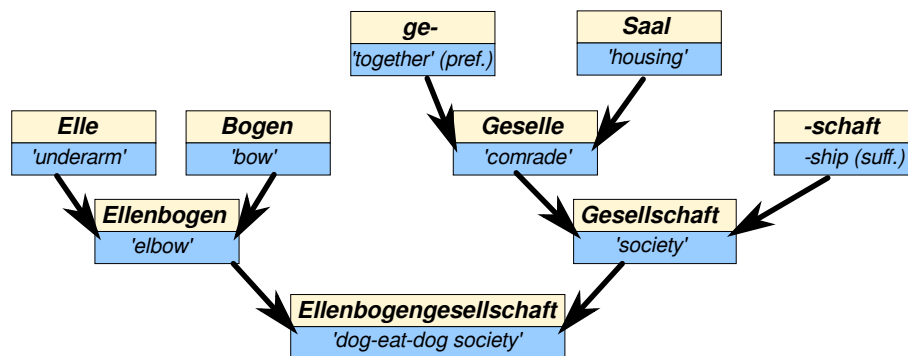 ge-
'together' (pref.)
Saal
'housing'
Elle
'underarm'
Bogen
'bow'
Geselle
'comrade'
-schaft
-ship (suff.)
Ellenbogen
'elbow'
Gesellschaft
'society'
Ellenbogengesellschaft
'dog-eat-dog society'